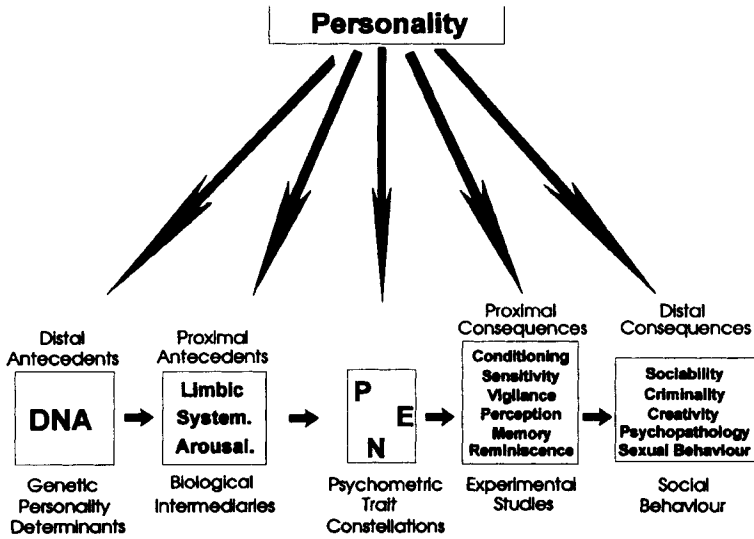 Personality
Distal
Antecedents
DNA
Genetic
Personality
Determinants
Proximal
Antecedents
Limbic
System.
Arousal.
Biological
Intermediaries
P
E
N
Psychometric
Trait
Constellations
Proximal
Consequences
Conditioning
Sensitivity
Vigilance
Perception
Memory
Reminiscence
Experimental
Studies
Distal
Consequences
Sociability
Criminality
Creativity
Psychopathology
Sexual Behaviour
Social
Behaviour